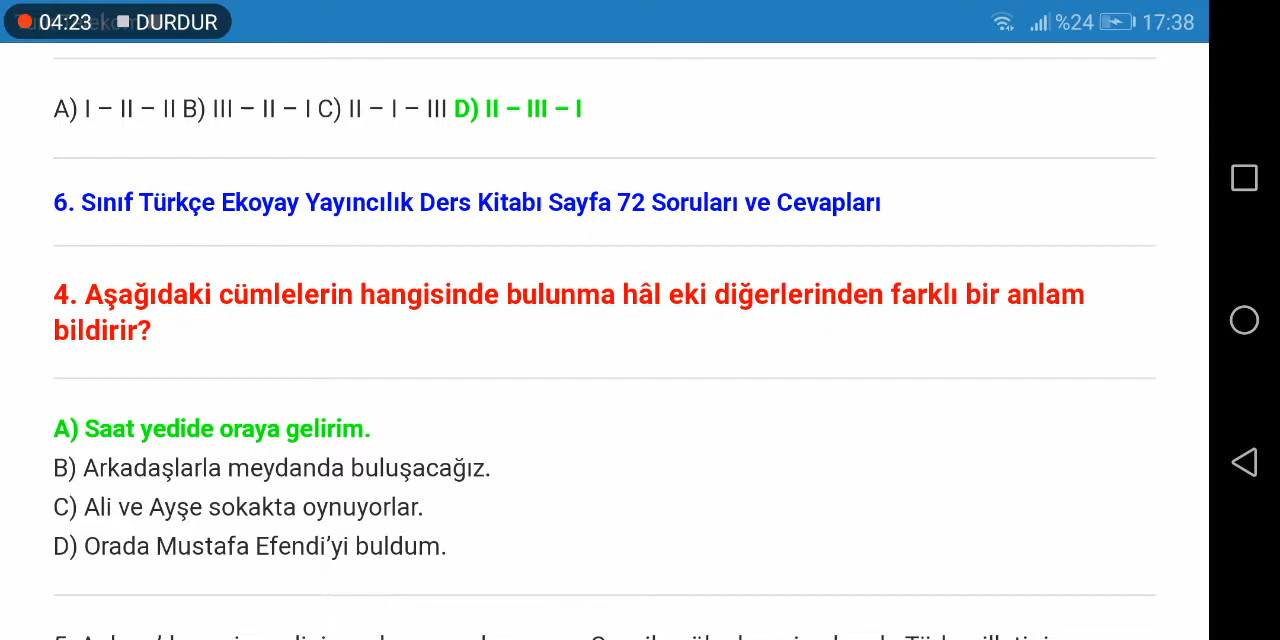 04:23 DURDUR
%24 17:38
A) I – II – II B) III – II – I C) II – I – III D) II – III – I
6. Sınıf Türkçe Ekoyay Yayıncılık Ders Kitabı Sayfa 72 Soruları ve Cevapları
4. Aşağıdaki cümlelerin hangisinde bulunma hâl eki diğerlerinden farklı bir anlam
bildirir?
A) Saat yedide oraya gelirim.
B) Arkadaşlarla meydanda buluşacağız.
C) Ali ve Ayşe sokakta oynuyorlar.
D) Orada Mustafa Efendi’yi buldum.